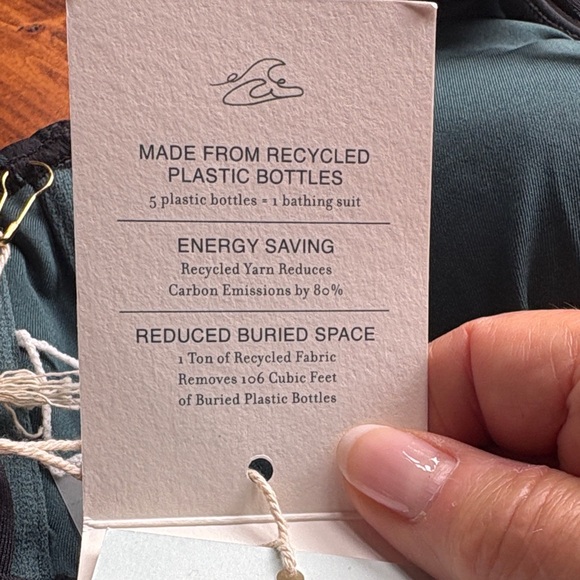 MADE FROM RECYCLED
PLASTIC BOTTLES
5 plastic bottles = 1 bathing suit
ENERGY SAVING
Recycled Yarn Reduces
Carbon Emissions by 80%
REDUCED BURIED SPACE
1 Ton of Recycled Fabric
Removes 106 Cubic Feet
of Buried Plastic Bottles